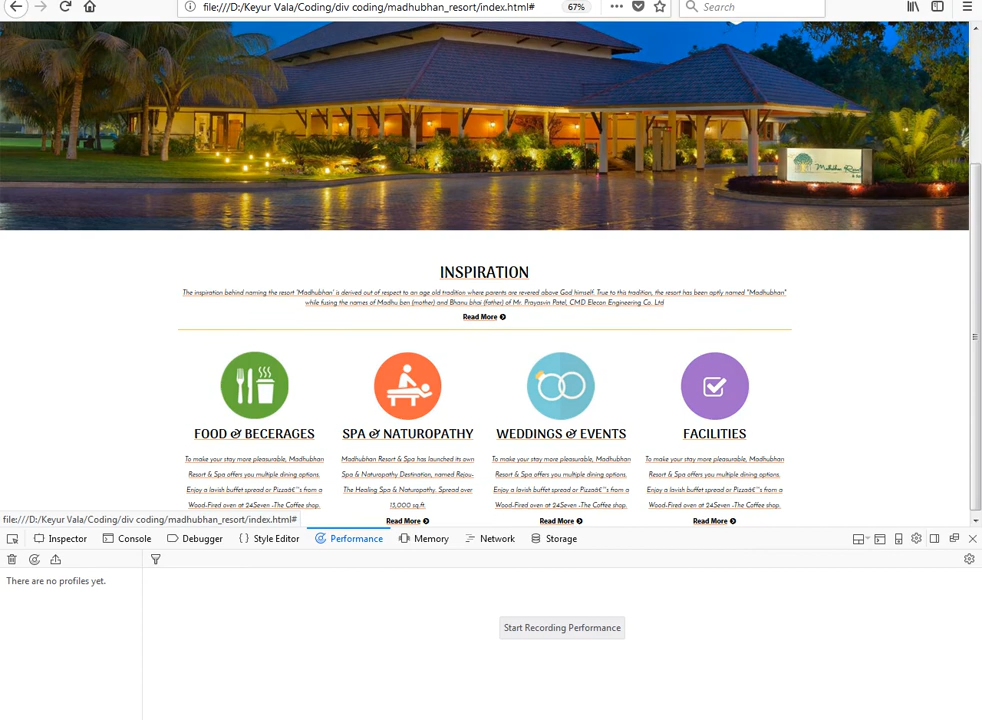 file:///D:/Keyur Vala/Coding/div coding/madhubhan_resort/index.html#
67%
Search
INSPIRATION
The inspiration behind naming the resort 'Madhubhan' is derived out of respect to an age old tradition where parents are revered above God himself. True to this tradition, the resort has been aptly named "Madhubhan"
while fusing the names of Madhu ben (mother) and Bhanu bhai (father) of Mr. Prayasvin Patel, CMD Elecon Engineering Co. Ltd
Read More
FOOD & BECERAGES
SPA & NATUROPATHY
WEDDINGS & EVENTS
FACILITIES
To make your stay more pleasurable, Madhubhan
Resort & Spa offers you multiple dining options.
Enjoy a lavish buffet spread or Pizzaâ€™s from a
Wood-Fired oven at 24Seven -The Coffee shop.
Madhubhan Resort & Spa has launched its own
Spa & Naturopathy Destination, named Rejou-
The Healing Spa & Naturopathy. Spread over
13,000 sq.ft.
Read More
To make your stay more pleasurable, Madhubhan
Resort & Spa offers you multiple dining options.
Enjoy a lavish buffet spread or Pizzaâ€™s from a
Wood-Fired oven at 24Seven -The Coffee shop.
Read More
To make your stay more pleasurable, Madhubhan
Resort & Spa offers you multiple dining options.
Enjoy a lavish buffet spread or Pizzaâ€™s from a
Wood-Fired oven at 24Seven -The Coffee shop.
Read More
file:///D:/Keyur Vala/Coding/div coding/madhubhan_resort/index.html#
Inspector
Console
Debugger
{ } Style Editor
Performance
Memory
Network
Storage
There are no profiles yet.
Start Recording Performance